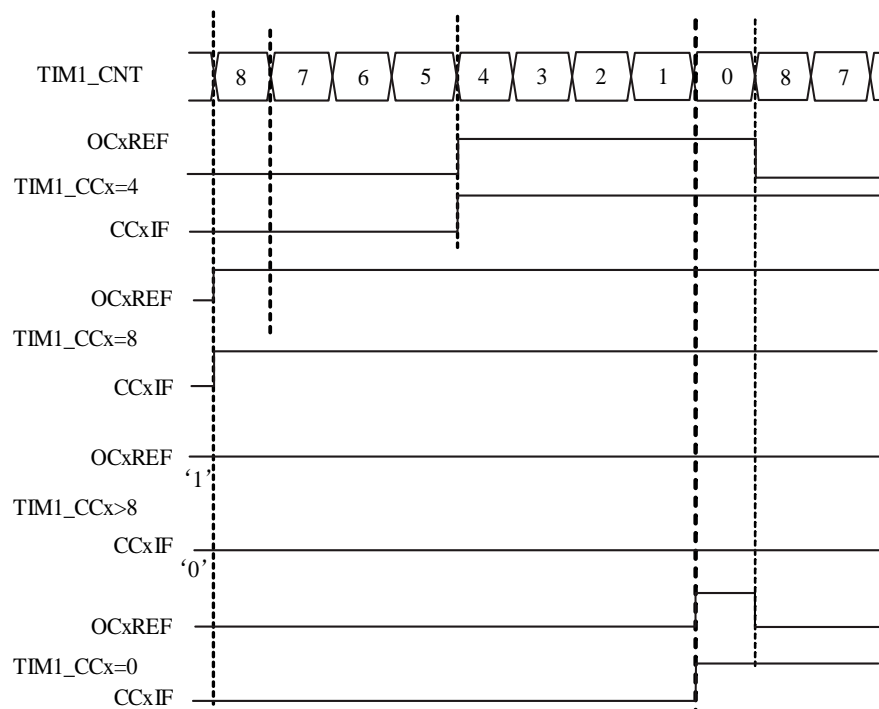 TIM1_CNT 8 7 6 5 4 3 2 1 0 8 7
OCxREF
TIM1_CCx=4
CCxIF
OCxREF
TIM1_CCx=8
CCxIF
OCxREF
‘1’
TIM1_CCx>8
CCxIF
‘0’
OCxREF
TIM1_CCx=0
CCxIF